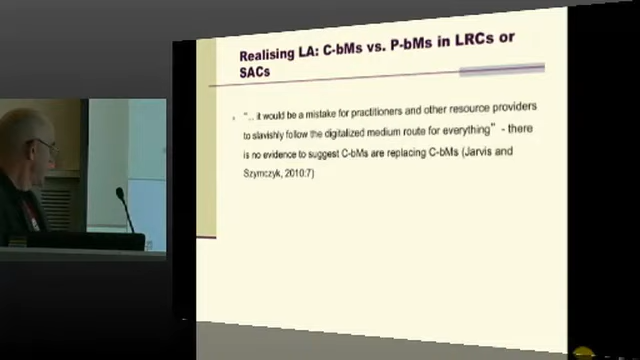 Realising LA: C-bMs vs. P-bMs in LRCs or
SACs
".. it would be a mistake for practitioners and other resource providers
to slavishly follow the digitalized medium route for everything" - there
is no evidence to suggest C-bMs are replacing C-bMs (Jarvis and
Szymczyk, 2010:7)